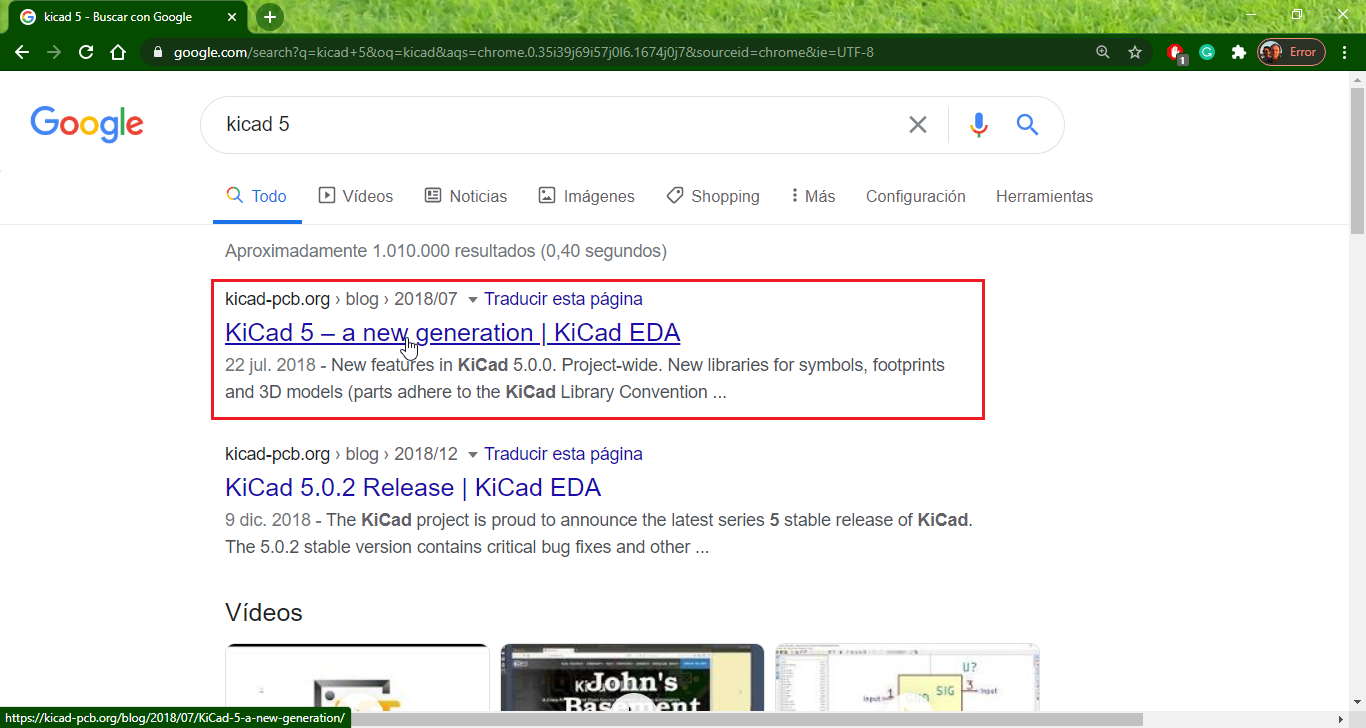 kicad 5 - Buscar con Google
google.com/search?q=kicad+5&oq=kicad&aqs=chrome.0.35i39j69i57j0l6.1674j0j7&sourceid=chrome&ie=UTF-8
1
Error
Google
kicad 5
Todo
Vídeos
Noticias
Imágenes
Shopping
Más
Configuración
Herramientas
Aproximadamente 1.010.000 resultados (0,40 segundos)
kicad-pcb.org › blog › 2018/07 Traducir esta página
KiCad 5 – a new generation | KiCad EDA
22 jul. 2018 - New features in KiCad 5.0.0. Project-wide. New libraries for symbols, footprints
and 3D models (parts adhere to the KiCad Library Convention ...
kicad-pcb.org › blog › 2018/12 Traducir esta página
KiCad 5.0.2 Release | KiCad EDA
9 dic. 2018 - The KiCad project is proud to announce the latest series 5 stable release of KiCad.
The 5.0.2 stable version contains critical bug fixes and other ...
Vídeos
John's
Basement
U?
1
SIG
3
input
input
GND
https://kicad-pcb.org/blog/2018/07/KiCad-5-a-new-generation/